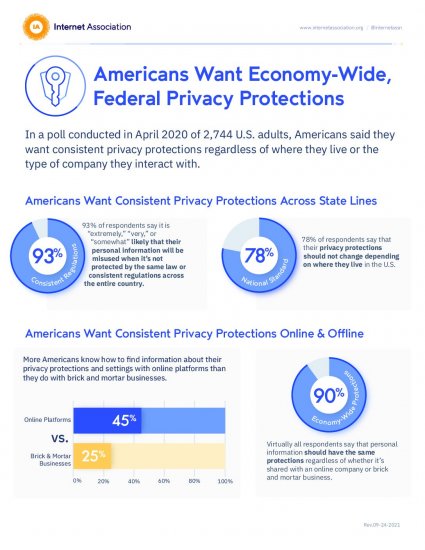 IA Internet Association
www.internetassociation.org | @internetassn
Americans Want Economy-Wide,
Federal Privacy Protections
In a poll conducted in April 2020 of 2,744 U.S. adults, Americans said they
want consistent privacy protections regardless of where they live or the
type of company they interact with.
Americans Want Consistent Privacy Protections Across State Lines
93%
Consistent Regulations
93% of respondents say it is
"extremely," "very," or
"somewhat" likely that their
personal information will be
misused when it's not
protected by the same law or
consistent regulations across
the entire country.
78%
National Standard
78% of respondents say that
their privacy protections
should not change depending
on where they live in the U.S.
Americans Want Consistent Privacy Protections Online & Offline
More Americans know how to find information about their
privacy protections and settings with online platforms than
they do with brick and mortar businesses.
Online Platforms
45%
VS.
Brick & Mortar
Businesses
25%
0% 20% 40% 60% 80% 100%
90%
Economy-Wide Protections
Virtually all respondents say that personal
information should have the same
protections regardless of whether it's
shared with an online company or brick
and mortar business.
Rev.09-24-2021